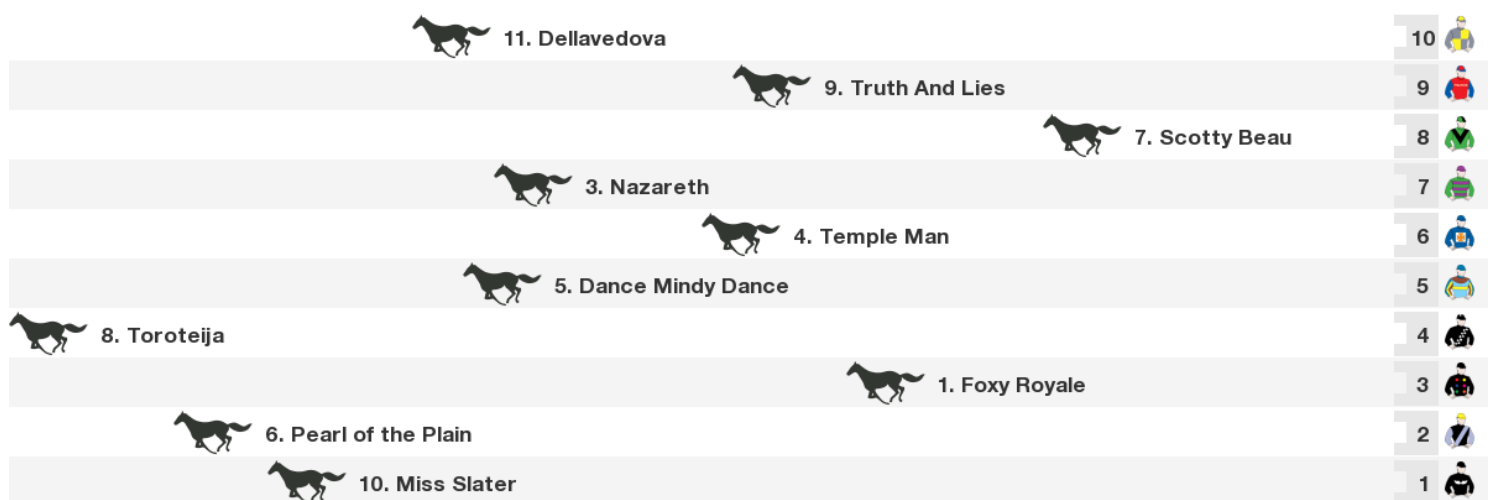 11. Dellavedova 10
9. Truth And Lies 9
7. Scotty Beau 8
3. Nazareth 7
4. Temple Man 6
5. Dance Mindy Dance 5
8. Toroteija 4
1. Foxy Royale 3
6. Pearl of the Plain 2
10. Miss Slater 1